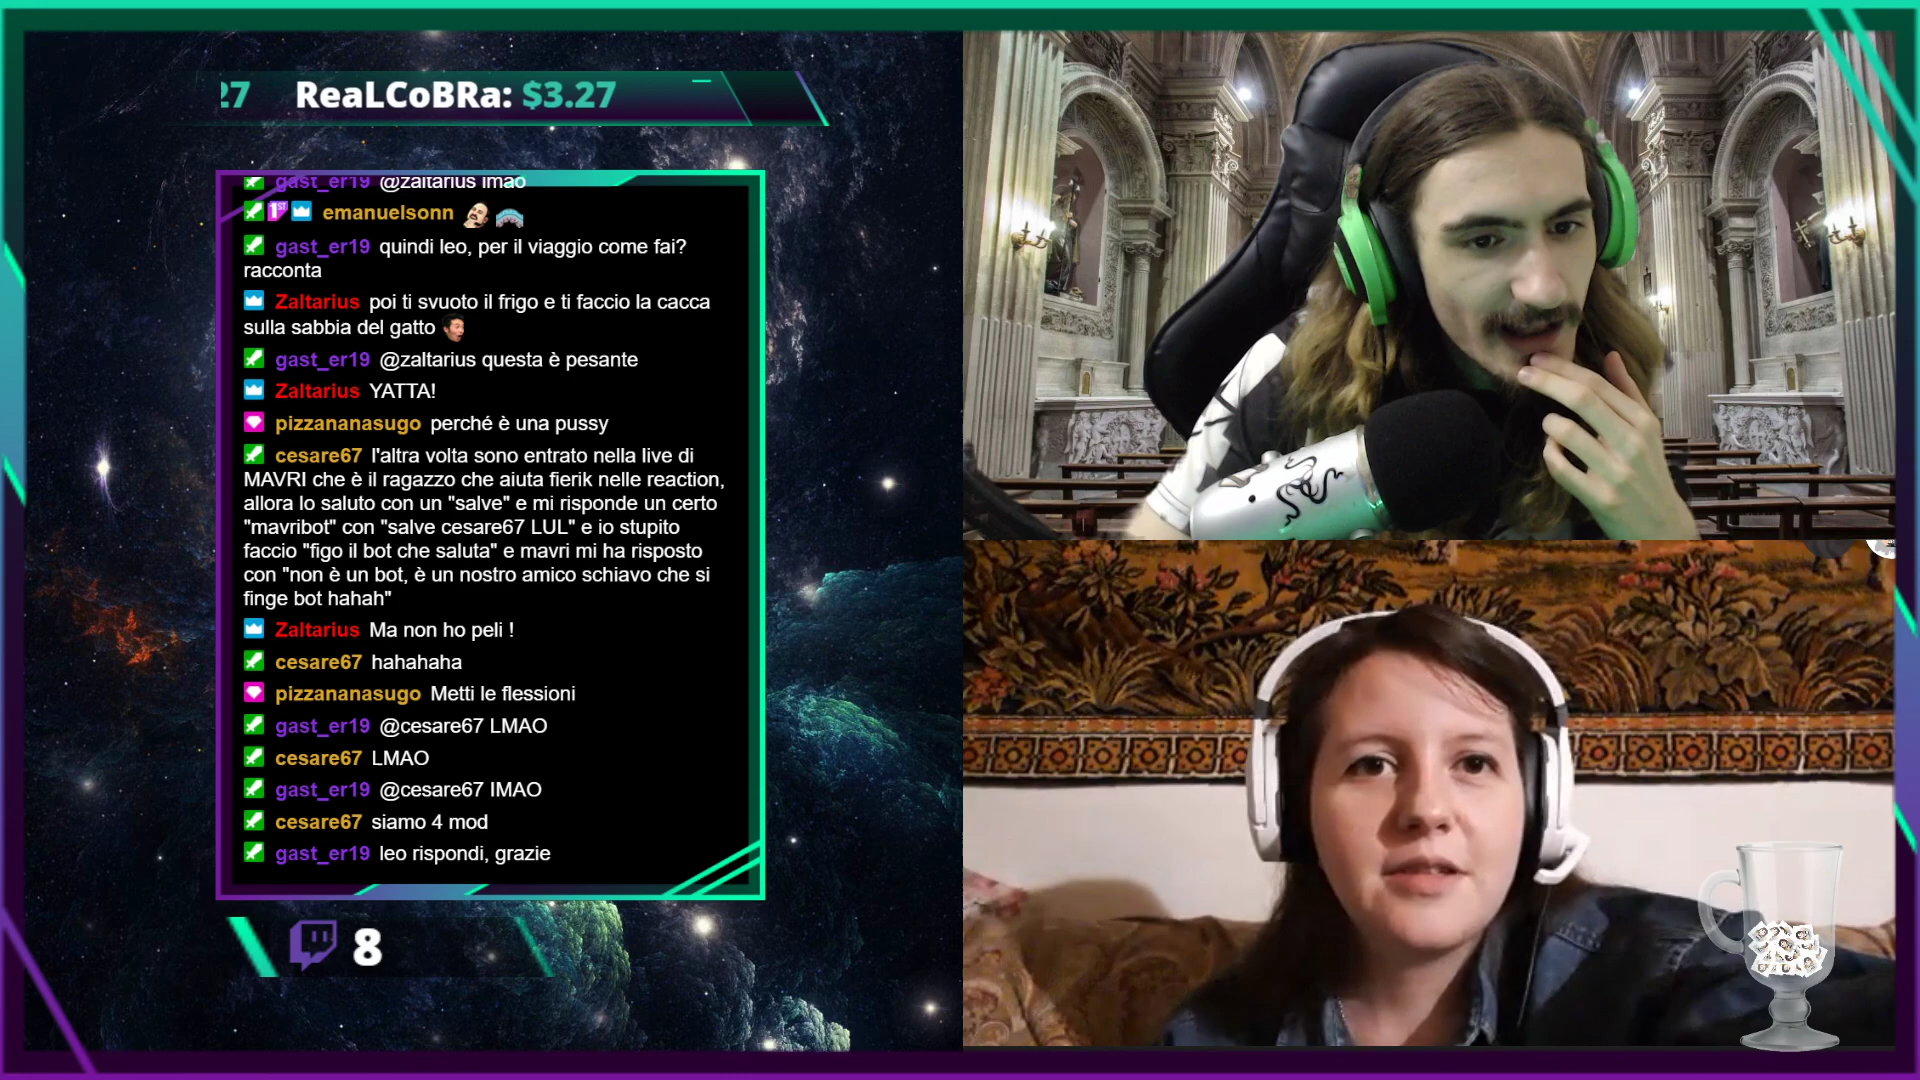 27 ReaLCoBRa: $3.27
gast_er19 @zaltarius lmao
1ST emanuelsonn
gast_er19 quindi leo, per il viaggio come fai?
racconta
Zaltarius poi ti svuoto il frigo e ti faccio la cacca
sulla sabbia del gatto
gast_er19 @zaltarius questa è pesante
Zaltarius YATTA!
pizzananasugo perché è una pussy
cesare67 l'altra volta sono entrato nella live di
MAVRI che è il ragazzo che aiuta fierik nelle reaction,
allora lo saluto con un "salve" e mi risponde un certo
"mavribot" con "salve cesare67 LUL" e io stupito
faccio "figo il bot che saluta" e mavri mi ha risposto
con "non è un bot, è un nostro amico schiavo che si
finge bot hahah"
Zaltarius Ma non ho peli !
cesare67 hahahaha
pizzananasugo Metti le flessioni
gast_er19 @cesare67 LMAO
cesare67 LMAO
gast_er19 @cesare67 lMAO
cesare67 siamo 4 mod
gast_er19 leo rispondi, grazie
8